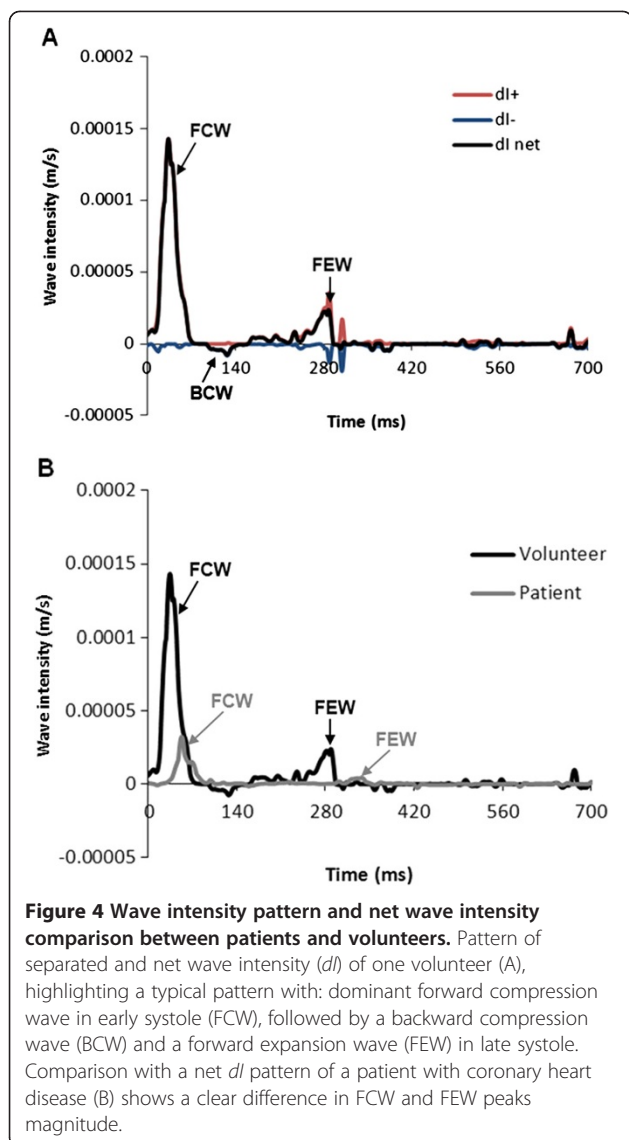 A
0.0002
0.00015
0.0001
0.00005
0
-0.00005
Wave intensity (m/s)
FCW
dI+
dI-
dI net
FEW
BCW
0 140 280 420 560 700
Time (ms)
B
0.0002
0.00015
0.0001
0.00005
0
-0.00005
Wave intensity (m/s)
FCW
Volunteer
Patient
FCW
FEW
FEW
0 140 280 420 560 700
Time (ms)
Figure 4 Wave intensity pattern and net wave intensity
comparison between patients and volunteers. Pattern of
separated and net wave intensity (dI) of one volunteer (A),
highlighting a typical pattern with: dominant forward compression
wave in early systole (FCW), followed by a backward compression
wave (BCW) and a forward expansion wave (FEW) in late systole.
Comparison with a net dI pattern of a patient with coronary heart
disease (B) shows a clear difference in FCW and FEW peaks
magnitude.